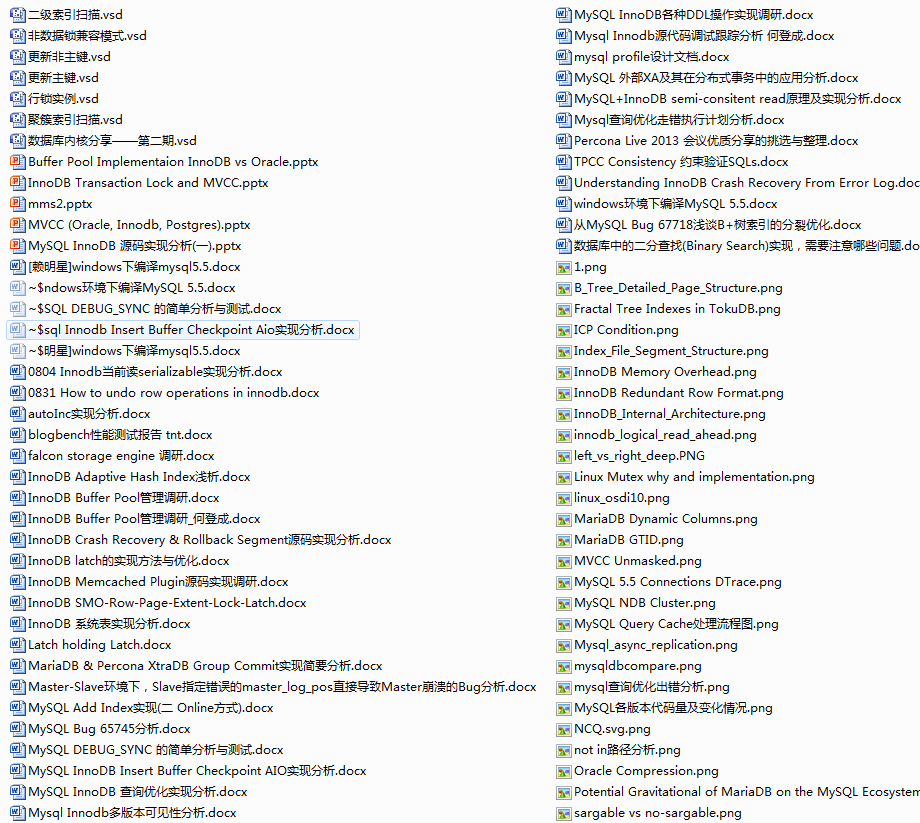 二级索引扫描.vsd
非数据锁兼容模式.vsd
更新非主键.vsd
更新主键.vsd
行锁实例.vsd
聚簇索引扫描.vsd
数据库内核分享——第二期.vsd
Buffer Pool Implementaion InnoDB vs Oracle.pptx
InnoDB Transaction Lock and MVCC.pptx
mms2.pptx
MVCC (Oracle, Innodb, Postgres).pptx
MySQL InnoDB 源码实现分析(一).pptx
[赖明星]windows下编译mysql5.5.docx
~$ndows环境下编译MySQL 5.5.docx
~$SQL DEBUG_SYNC 的简单分析与测试.docx
~$sql Innodb Insert Buffer Checkpoint Aio实现分析.docx
~$明星]windows下编译mysql5.5.docx
0804 Innodb当前读serializable实现分析.docx
0831 How to undo row operations in innodb.docx
autoInc实现分析.docx
blogbench性能测试报告 tnt.docx
falcon storage engine 调研.docx
InnoDB Adaptive Hash Index浅析.docx
InnoDB Buffer Pool管理调研.docx
InnoDB Buffer Pool管理调研_何登成.docx
InnoDB Crash Recovery & Rollback Segment源码实现分析.docx
InnoDB latch的实现方法与优化.docx
InnoDB Memcached Plugin源码实现调研.docx
InnoDB SMO-Row-Page-Extent-Lock-Latch.docx
InnoDB 系统表实现分析.docx
Latch holding Latch.docx
MariaDB & Percona XtraDB Group Commit实现简要分析.docx
Master-Slave环境下，Slave指定错误的master_log_pos直接导致Master崩溃的Bug分析.docx
MySQL Add Index实现(二 Online方式).docx
MySQL Bug 65745分析.docx
MySQL DEBUG_SYNC 的简单分析与测试.docx
MySQL InnoDB Insert Buffer Checkpoint AIO实现分析.docx
MySQL InnoDB 查询优化实现分析.docx
Mysql Innodb多版本可见性分析.docx
MySQL InnoDB各种DDL操作实现调研.docx
Mysql Innodb源代码调试跟踪分析 何登成.docx
mysql profile设计文档.docx
MySQL 外部XA及其在分布式事务中的应用分析.docx
MySQL+InnoDB semi-consitent read原理及实现分析.docx
Mysql查询优化走错执行计划分析.docx
Percona Live 2013 会议优质分享的挑选与整理.docx
TPCC Consistency 约束验证SQLs.docx
Understanding InnoDB Crash Recovery From Error Log.doc
windows环境下编译MySQL 5.5.docx
从MySQL Bug 67718浅谈B+树索引的分裂优化.docx
数据库中的二分查找(Binary Search)实现，需要注意哪些问题.do
1.png
B_Tree_Detailed_Page_Structure.png
Fractal Tree Indexes in TokuDB.png
ICP Condition.png
Index_File_Segment_Structure.png
InnoDB Memory Overhead.png
InnoDB Redundant Row Format.png
InnoDB_Internal_Architecture.png
innodb_logical_read_ahead.png
left_vs_right_deep.PNG
Linux Mutex why and implementation.png
linux_osdi10.png
MariaDB Dynamic Columns.png
MariaDB GTID.png
MVCC Unmasked.png
MySQL 5.5 Connections DTrace.png
MySQL NDB Cluster.png
MySQL Query Cache处理流程图.png
Mysql_async_replication.png
mysqldbcompare.png
mysql查询优化出错分析.png
MySQL各版本代码量及变化情况.png
NCQ.svg.png
not in路径分析.png
Oracle Compression.png
Potential Gravitational of MariaDB on the MySQL Ecosystem
sargable vs no-sargable.png